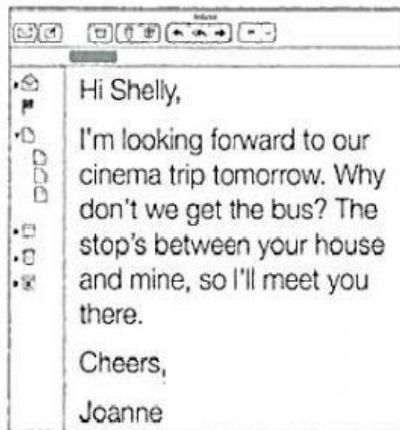 Hi Shelly,
I'm looking forward to our
cinema trip tomorrow. Why
don't we get the bus? The
stop's between your house
and mine, so I'll meet you
there.
Cheers,
Joanne